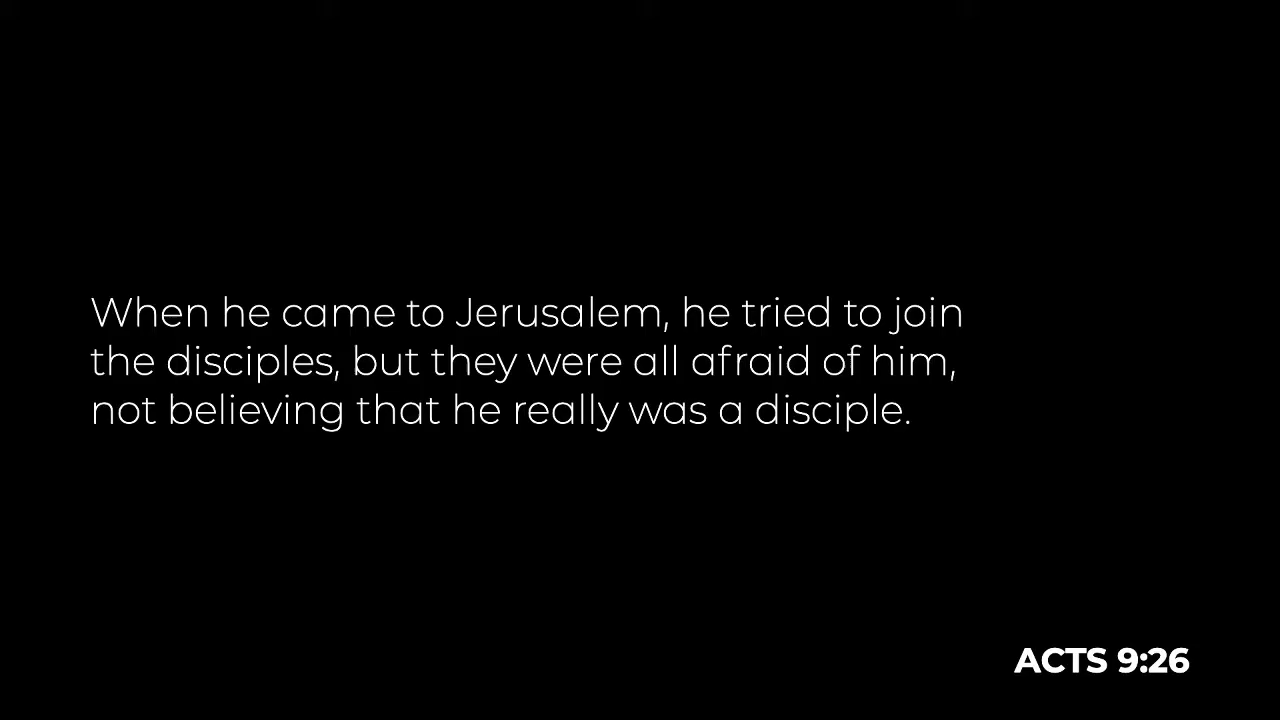 When he came to Jerusalem, he tried to join
the disciples, but they were all afraid of him,
not believing that he really was a disciple.
ACTS 9:26